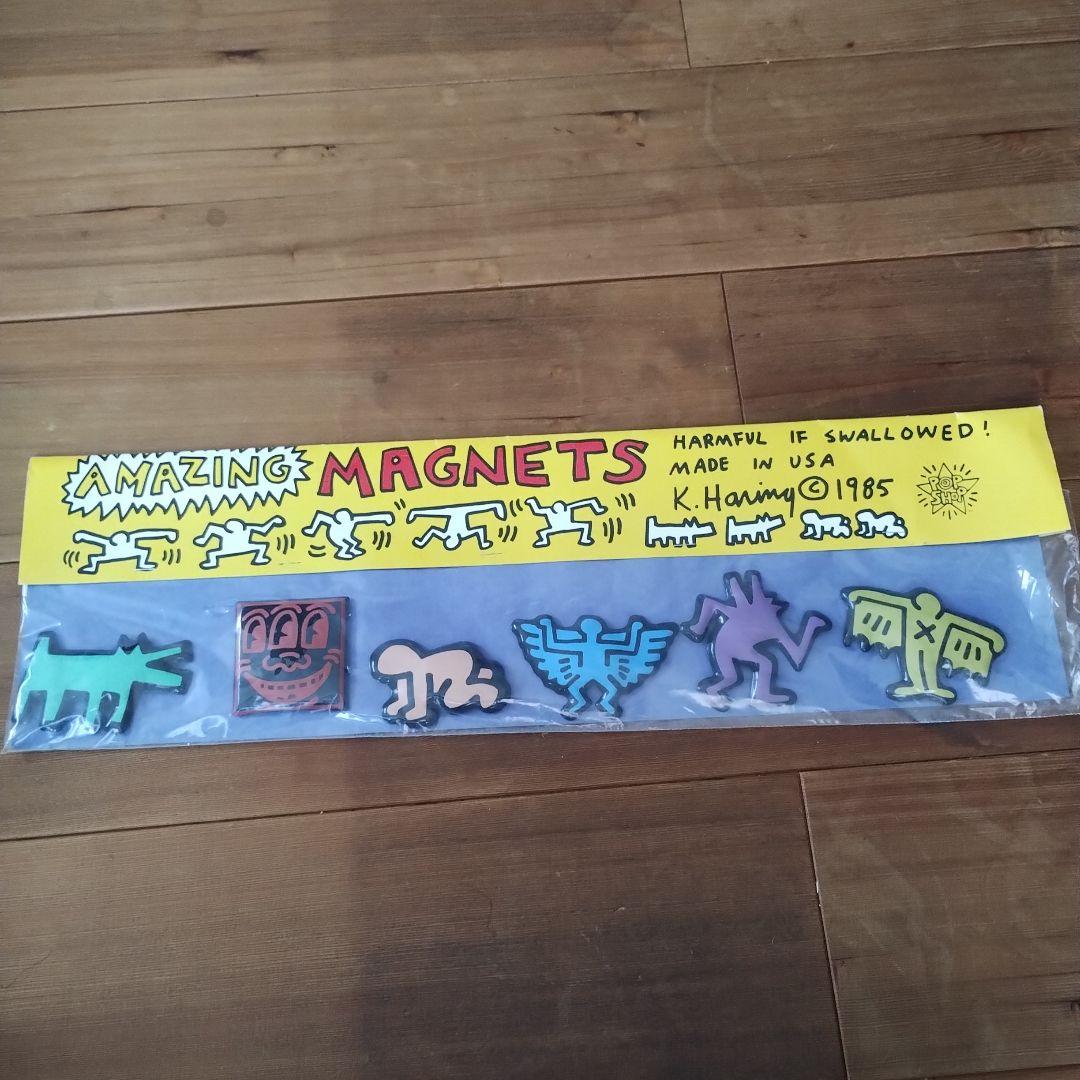 AMAZING MAGNETS
HARMFUL IF SWALLOWED!
MADE IN USA
K. Haring © 1985
POP
SHOP